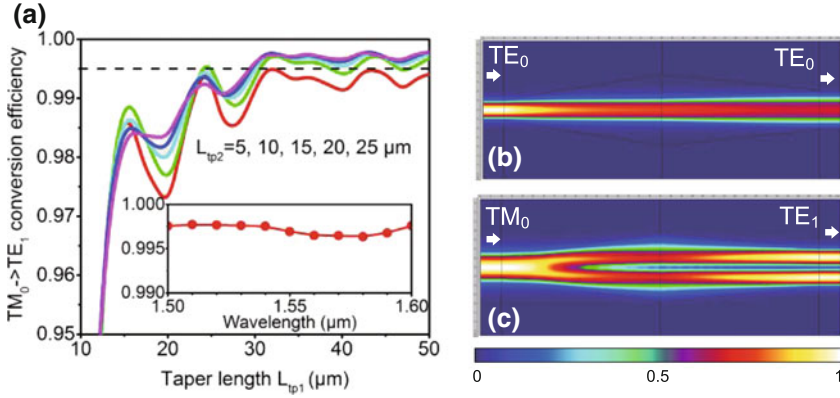 (a)
TM0->TE1 conversion efficiency
1.00
0.99
0.98
0.97
0.96
0.95
Ltp2=5, 10, 15, 20, 25 μm
1.000
0.995
0.990
1.50 1.55 1.60
Wavelength (μm)
10 20 30 40 50
Taper length Ltp1 (μm)
TE0 TE0
(b)
TM0 TE1
(c)
0 0.5 1